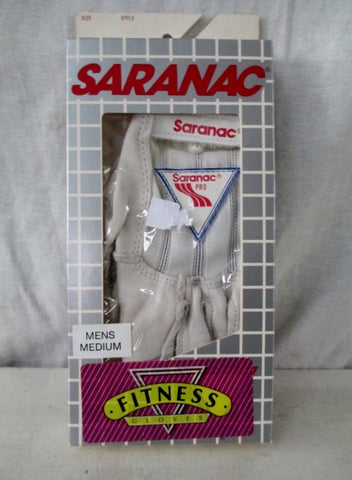 SIZE STYLE
SARANAC®
Saranac®
Saranac®
PRO
MENS
MEDIUM
FITNESS
GLOVES